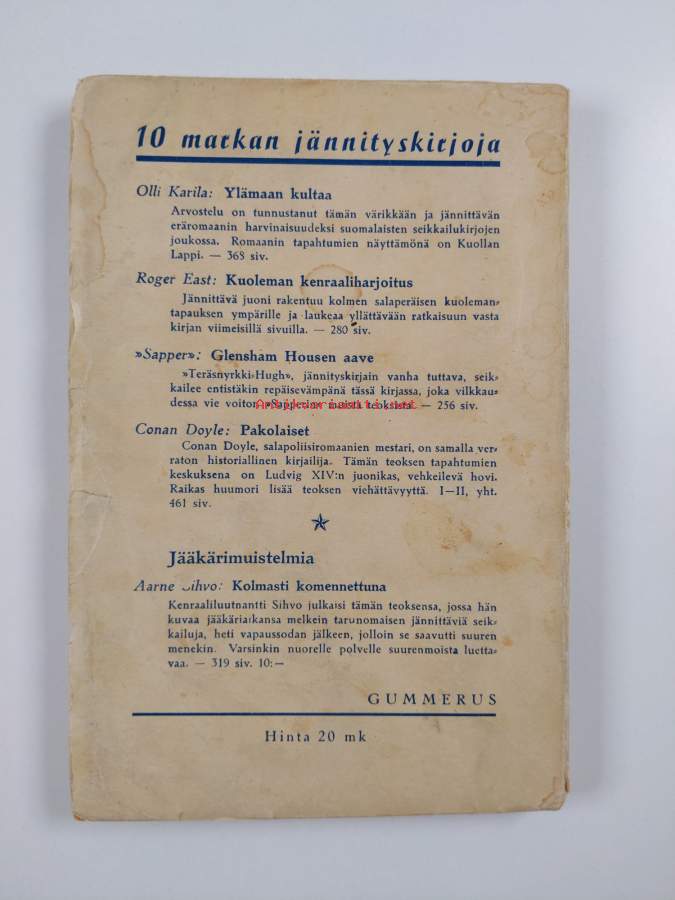 10 markan jännityskirjoja
Olli Karila: Ylämaan kultaa
Arvostelu on tunnustanut tämän värikkään ja jännittävän
eräromaanin harvinaisuudeksi suomalaisten seikkailukirjojen
joukossa. Romaanin tapahtumien näyttämönä on Kuollan
Lappi. — 368 siv.
Roger East: Kuoleman kenraaliharjoitus
Jännittävä juoni rakentuu kolmen salaperäisen kuoleman-
tapauksen ympärille ja laukeaa yllättävään ratkaisuun vasta
kirjan viimeisillä sivuilla. — 280 siv.
»Sapper»: Glensham Housen aave
»Teräsnyrkki-Hugh», jännityskirjain vanha tuttava, seik-
kailee entistäkin repäisevämpänä tässä kirjassa, joka vilkkau-
dessa vie voiton »Sapperin» muista teoksista. — 256 siv.
Antikvariaatti.net
Conan Doyle: Pakolaiset
Conan Doyle, salapoliisiromaanien mestari, on samalla ver-
raton historiallinen kirjailija. Tämän teoksen tapahtumien
keskuksena on Ludvig XIV:n juonikas, vehkeilevä hovi.
Raikas huumori lisää teoksen viehättävyyttä. I—II, yht.
461 siv.
Jääkärimuistelmia
Aarne Sihvo: Kolmasti komennettuna
Kenraaliluutnantti Sihvo julkaisi tämän teoksensa, jossa hän
kuvaa jääkäriaikansa melkein tarunomaisen jännittäviä seik-
kailuja, heti vapaussodan jälkeen, jolloin se saavutti suuren
menekin. Varsinkin nuorelle polvelle suurenmoista luetta-
vaa. — 319 siv. 10:—
GUMMERUS
Hinta 20 mk